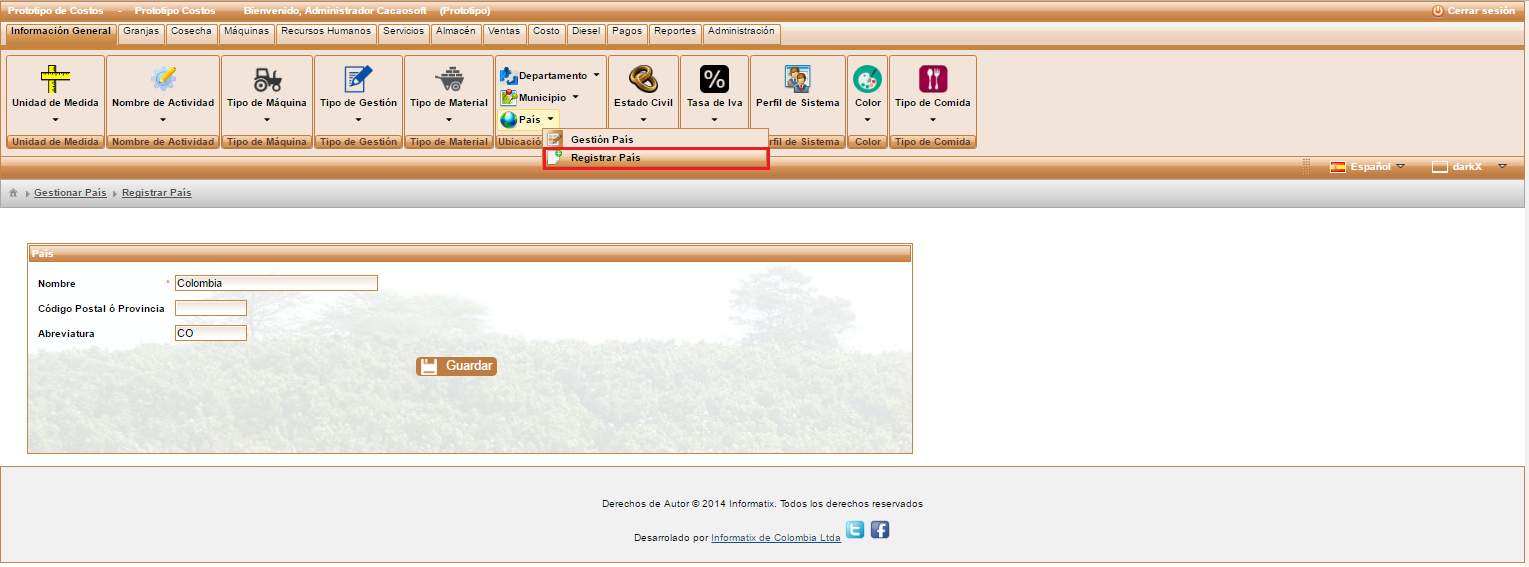 Prototipo de Costos - Prototipo Costos Bienvenido, Administrador Cacaosoft (Prototipo) Cerrar sesión
Información General Granjas Cosecha Máquinas Recursos Humanos Servicios Almacén Ventas Costo Diesel Pagos Reportes Administración
Departamento
Municipio
País
Unidad de Medida Nombre de Actividad Tipo de Máquina Tipo de Gestión Tipo de Material Estado Civil % Tasa de Iva Perfil de Sistema Color Tipo de Comida
Unidad de Medida Nombre de Actividad Tipo de Máquina Tipo de Gestión Tipo de Material Ubicació rfil de Sistema Color Tipo de Comida
Gestión País
Registrar País
Español darkX
Gestionar País Registrar País
País
Nombre * Colombia
Código Postal ó Provincia
Abreviatura CO
Guardar
Derechos de Autor © 2014 Informatix. Todos los derechos reservados
Desarrolado por Informatix de Colombia Ltda